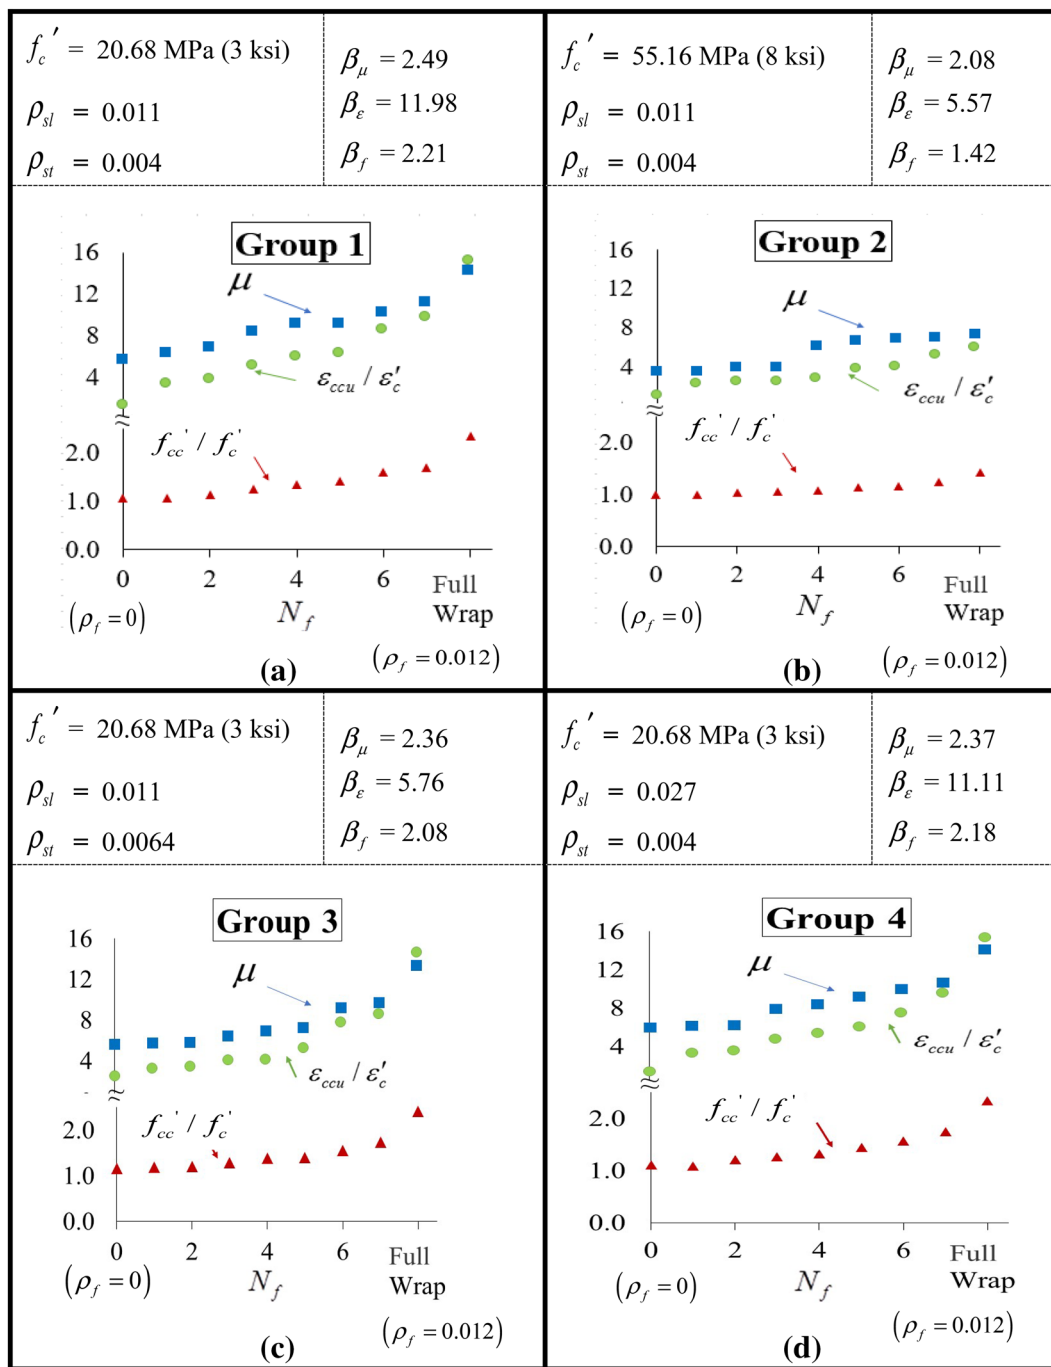 f_c′ = 20.68 MPa (3 ksi)
ρ_sl = 0.011
ρ_st = 0.004
β_μ = 2.49
β_ε = 11.98
β_f = 2.21
Group 1
16
12
8
4
μ
ε_ccu / ε′_c
≈
f_cc' / f_c'
2.0
1.0
0.0
0 2 4 6 Full
Wrap
(ρ_f = 0)
N_f
(ρ_f = 0.012)
(a)
f_c′ = 55.16 MPa (8 ksi)
ρ_sl = 0.011
ρ_st = 0.004
β_μ = 2.08
β_ε = 5.57
β_f = 1.42
Group 2
16
12
8
4
μ
ε_ccu / ε′_c
≈
f_cc' / f_c'
2.0
1.0
0.0
0 2 4 6 Full
Wrap
(ρ_f = 0)
N_f
(ρ_f = 0.012)
(b)
f_c′ = 20.68 MPa (3 ksi)
ρ_sl = 0.011
ρ_st = 0.0064
β_μ = 2.36
β_ε = 5.76
β_f = 2.08
Group 3
16
12
8
4
μ
ε_ccu / ε′_c
≈
f_cc' / f_c'
2.0
1.0
0.0
0 2 4 6 Full
Wrap
(ρ_f = 0)
N_f
(ρ_f = 0.012)
(c)
f_c′ = 20.68 MPa (3 ksi)
ρ_sl = 0.027
ρ_st = 0.004
β_μ = 2.37
β_ε = 11.11
β_f = 2.18
Group 4
16
12
8
4
μ
ε_ccu / ε′_c
≈
f_cc' / f_c'
2.0
1.0
0.0
0 2 4 6 Full
Wrap
(ρ_f = 0)
N_f
(ρ_f = 0.012)
(d)